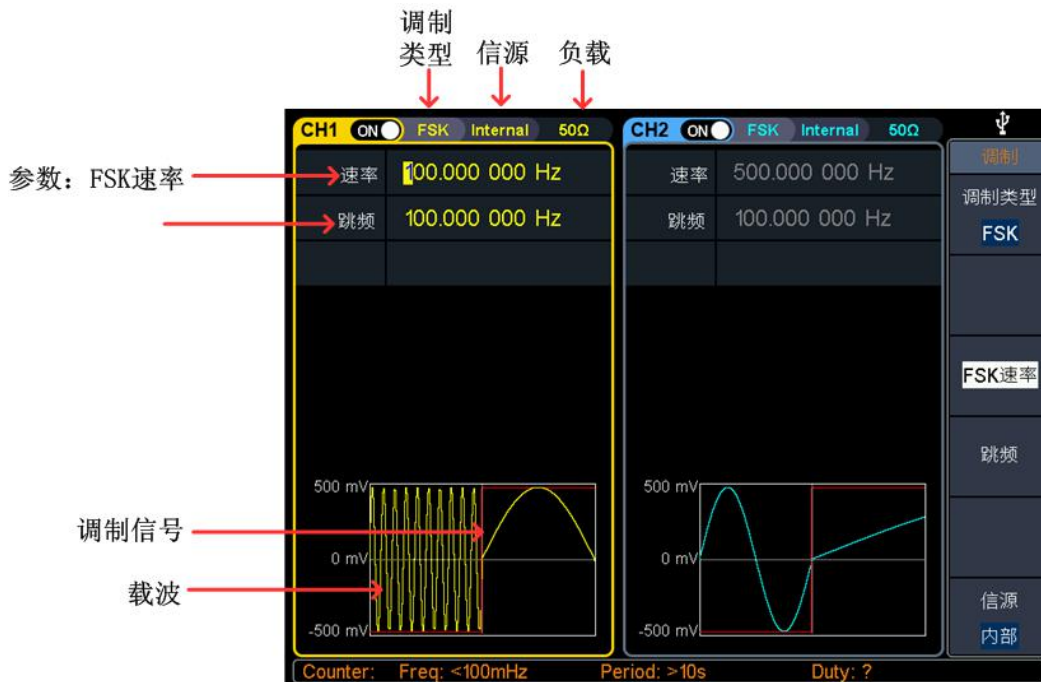 调制
类型
信源
负载
CH1 ON FSK Internal 50Ω
CH2 ON FSK Internal 50Ω
调制
参数: FSK速率
速率 100.000 000 Hz
跳频 100.000 000 Hz
速率 500.000 000 Hz
跳频 100.000 000 Hz
调制类型
FSK
FSK速率
跳频
信源
内部
调制信号
载波
500 mV
0 mV
-500 mV
500 mV
0 mV
-500 mV
Counter: Freq: <100mHz Period: >10s Duty: ?